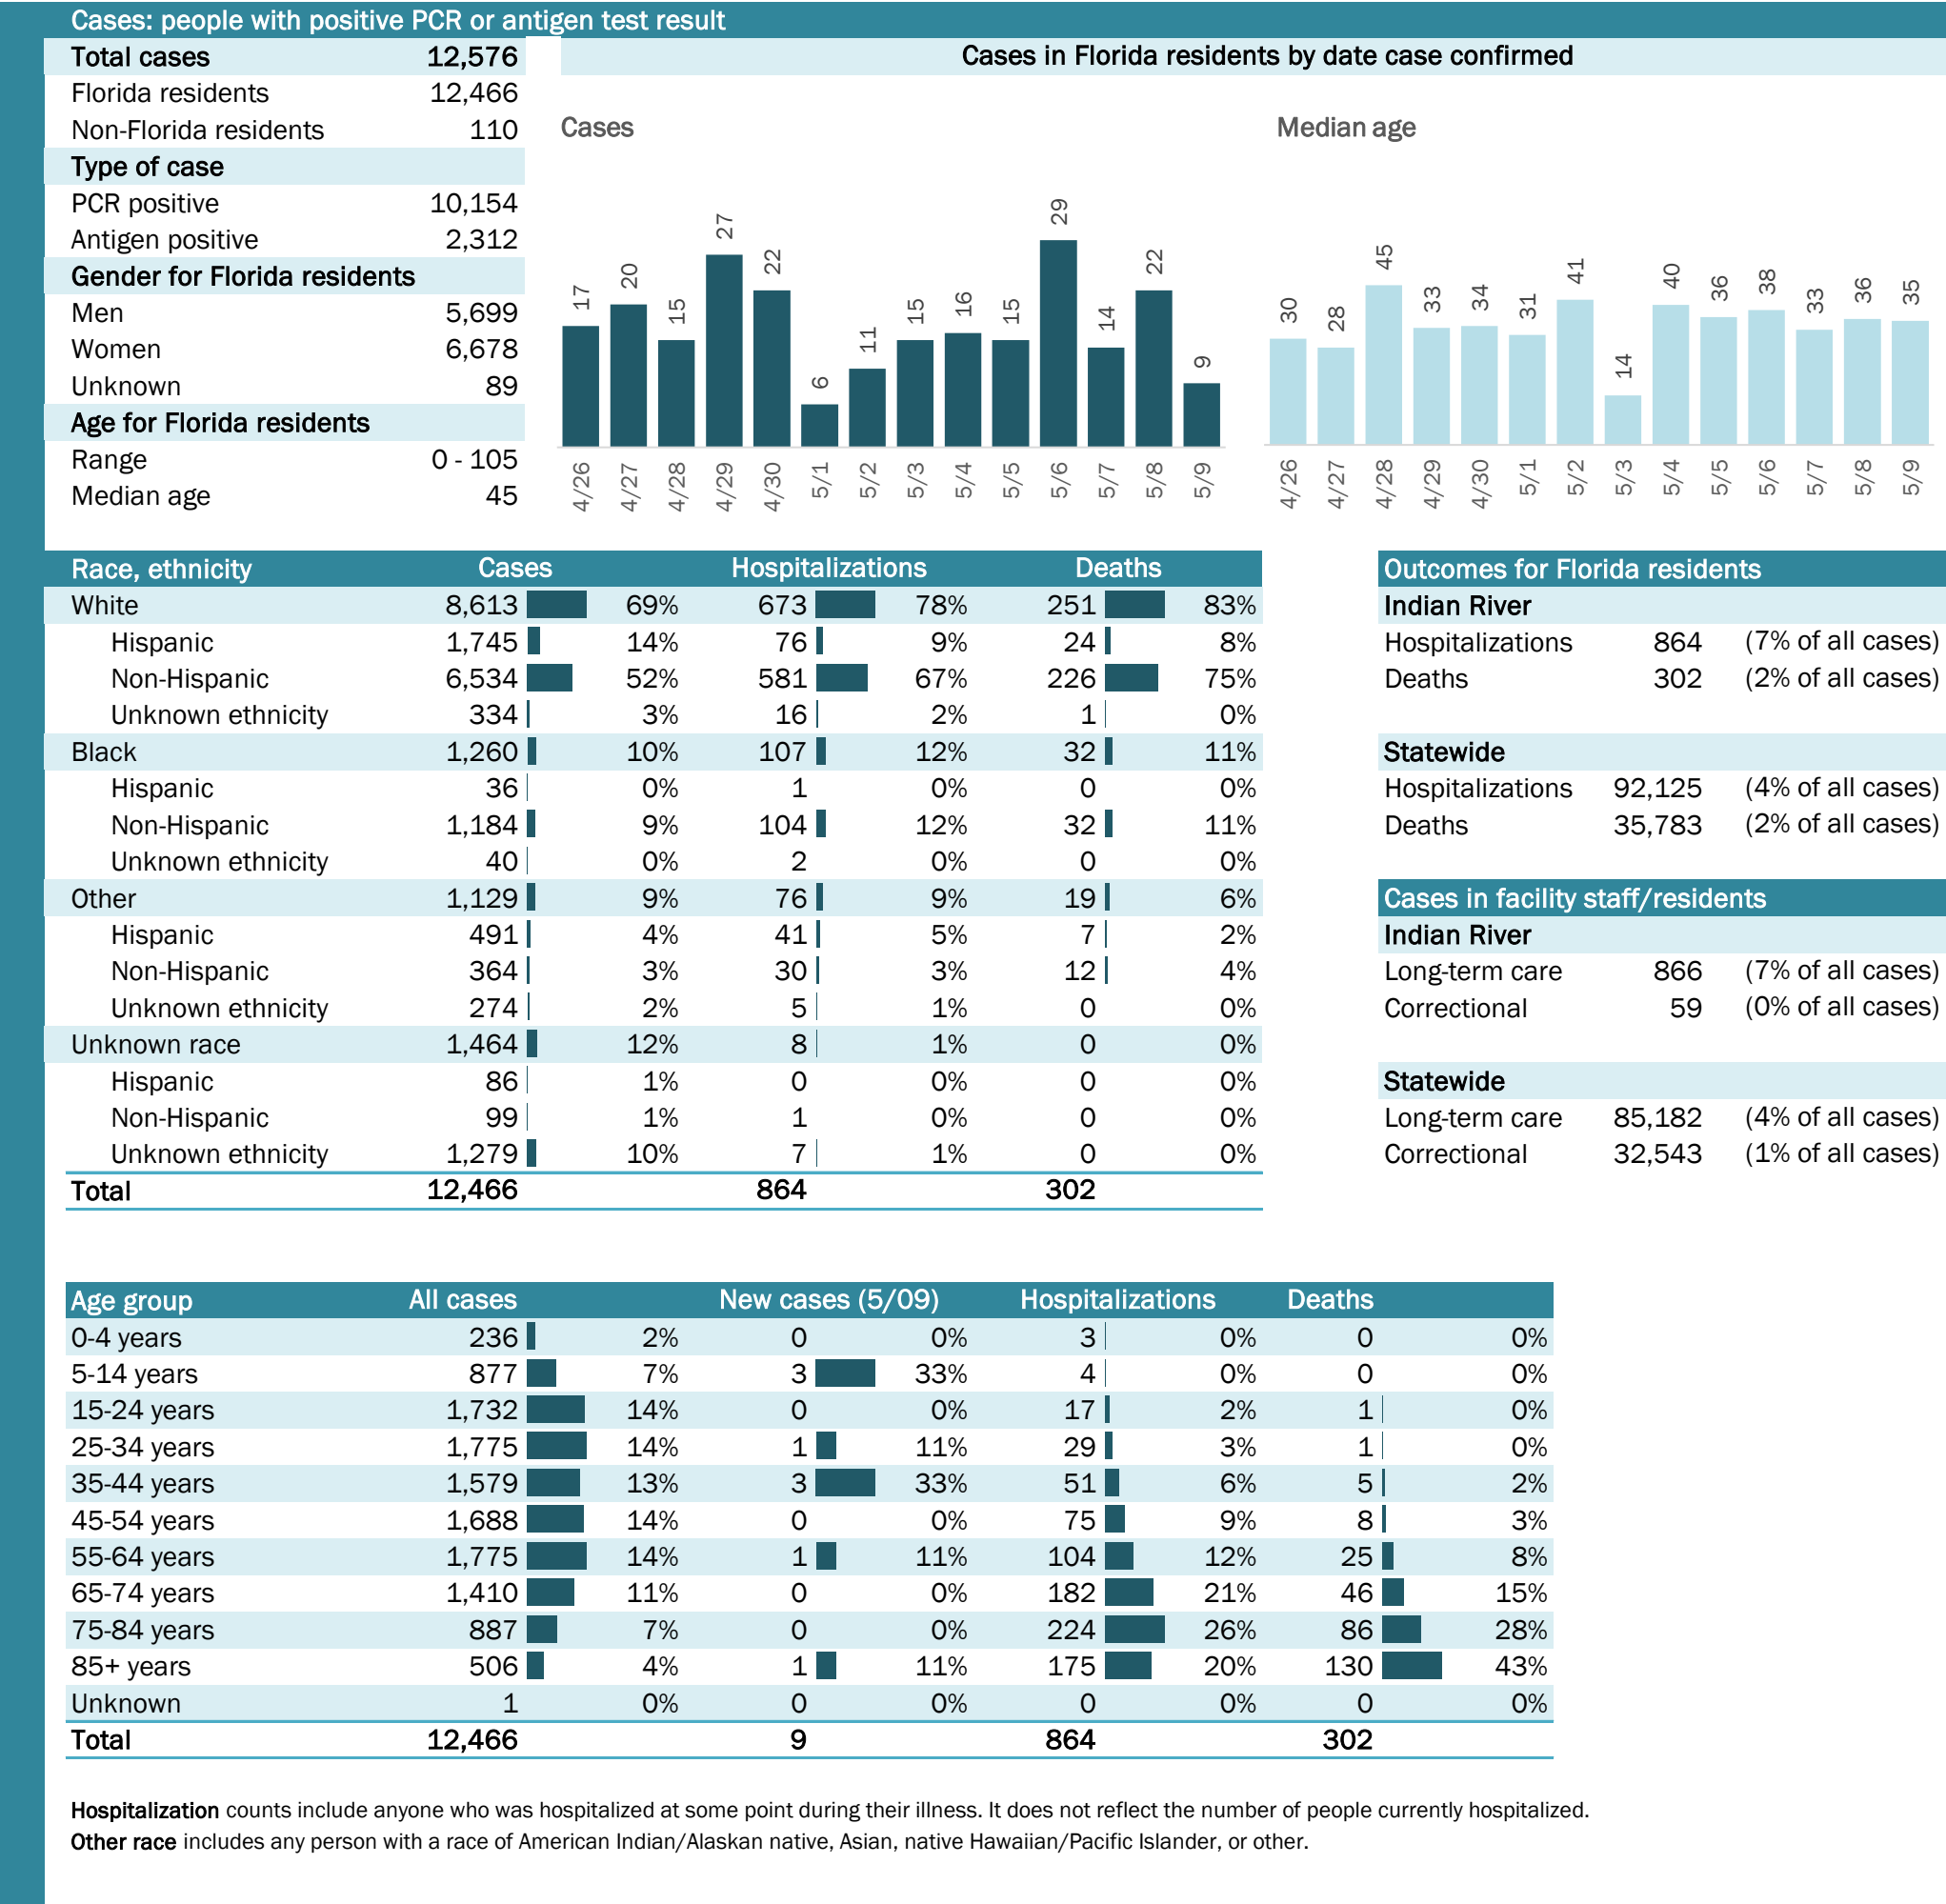 Cases: people with positive PCR or antigen test result
Total cases 12,576
Florida residents 12,466
Non-Florida residents 110
Type of case
PCR positive 10,154
Antigen positive 2,312
Gender for Florida residents
Men 5,699
Women 6,678
Unknown 89
Age for Florida residents
Range 0 - 105
Median age 45
Cases in Florida residents by date case confirmed
Cases
17 20 15 27 22 6 11 15 16 15 29 14 22 9
4/26 4/27 4/28 4/29 4/30 5/1 5/2 5/3 5/4 5/5 5/6 5/7 5/8 5/9
Median age
30 28 45 33 34 31 41 14 40 36 38 33 36 35
4/26 4/27 4/28 4/29 4/30 5/1 5/2 5/3 5/4 5/5 5/6 5/7 5/8 5/9
Race, ethnicity Cases Hospitalizations Deaths
White 8,613 69% 673 78% 251 83%
Hispanic 1,745 14% 76 9% 24 8%
Non-Hispanic 6,534 52% 581 67% 226 75%
Unknown ethnicity 334 3% 16 2% 1 0%
Black 1,260 10% 107 12% 32 11%
Hispanic 36 0% 1 0% 0 0%
Non-Hispanic 1,184 9% 104 12% 32 11%
Unknown ethnicity 40 0% 2 0% 0 0%
Other 1,129 9% 76 9% 19 6%
Hispanic 491 4% 41 5% 7 2%
Non-Hispanic 364 3% 30 3% 12 4%
Unknown ethnicity 274 2% 5 1% 0 0%
Unknown race 1,464 12% 8 1% 0 0%
Hispanic 86 1% 0 0% 0 0%
Non-Hispanic 99 1% 1 0% 0 0%
Unknown ethnicity 1,279 10% 7 1% 0 0%
Total 12,466 864 302
Outcomes for Florida residents
Indian River
Hospitalizations 864 (7% of all cases)
Deaths 302 (2% of all cases)
Statewide
Hospitalizations 92,125 (4% of all cases)
Deaths 35,783 (2% of all cases)
Cases in facility staff/residents
Indian River
Long-term care 866 (7% of all cases)
Correctional 59 (0% of all cases)
Statewide
Long-term care 85,182 (4% of all cases)
Correctional 32,543 (1% of all cases)
Age group All cases New cases (5/09) Hospitalizations Deaths
0-4 years 236 2% 0 0% 3 0% 0 0%
5-14 years 877 7% 3 33% 4 0% 0 0%
15-24 years 1,732 14% 0 0% 17 2% 1 0%
25-34 years 1,775 14% 1 11% 29 3% 1 0%
35-44 years 1,579 13% 3 33% 51 6% 5 2%
45-54 years 1,688 14% 0 0% 75 9% 8 3%
55-64 years 1,775 14% 1 11% 104 12% 25 8%
65-74 years 1,410 11% 0 0% 182 21% 46 15%
75-84 years 887 7% 0 0% 224 26% 86 28%
85+ years 506 4% 1 11% 175 20% 130 43%
Unknown 1 0% 0 0% 0 0% 0 0%
Total 12,466 9 864 302
Hospitalization counts include anyone who was hospitalized at some point during their illness. It does not reflect the number of people currently hospitalized.
Other race includes any person with a race of American Indian/Alaskan native, Asian, native Hawaiian/Pacific Islander, or other.